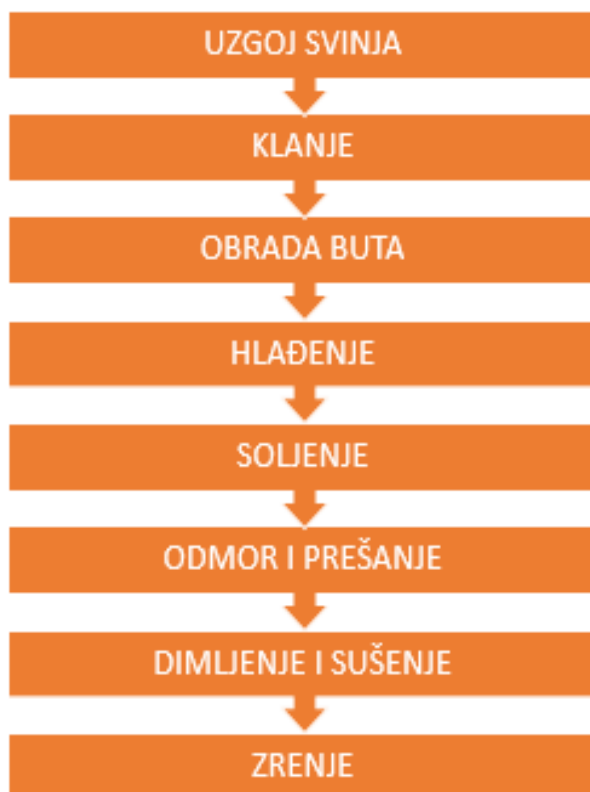 UZGOJ SVINJA
KLANJE
OBRADA BUTA
HLAĐENJE
SOLJENJE
ODMOR I PREŠANJE
DIMLJENJE I SUŠENJE
ZRENJE